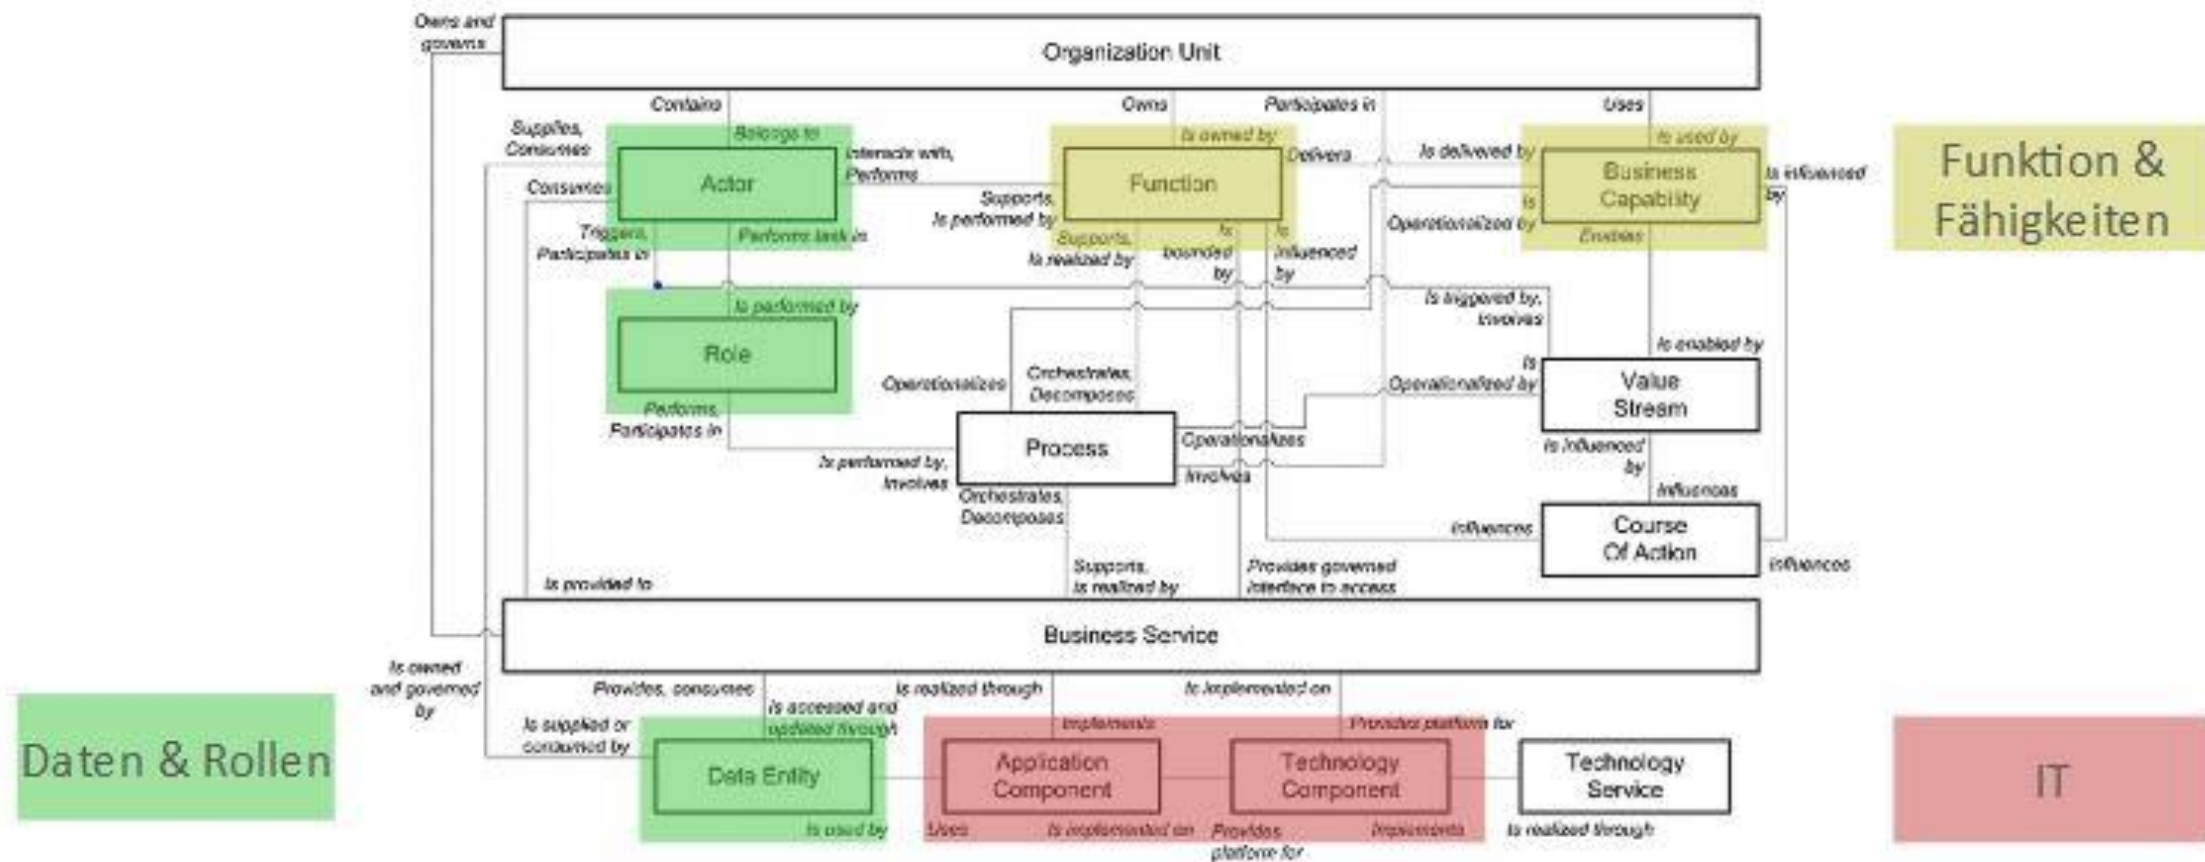 Owns and
governs
Organization Unit
Contains
Owns
Participates in
Uses
Supplies,
Consumes
Belongs to
Is owned by
Is used by
Interacts with,
Performs
Delivers
Is delivered by
Is influenced
by
Actor
Function
Business
Capability
Funktion &
Fähigkeiten
Consumes
Supports,
Is performed by
Is
Operationalized by
Triggers,
Participates in
Performs task in
Supports,
Is realized by
Is
bounded
by
Is
influenced
by
Enables
Is performed by
Is triggered by,
Involves
Role
Is enabled by
Operationalizes
Orchestrates,
Decomposes
Is
Operationalized by
Value
Stream
Performs,
Participates in
Process
Operationalizes
Is performed by,
Involves
Involves
Is influenced
by
Orchestrates,
Decomposes
Influences
Influences
Course
Of Action
Influences
Is provided to
Supports,
Is realized by
Provides governed
interface to access
Business Service
Is owned
and governed
by
Provides, consumes
Is realized through
Is implemented on
Is supplied or
consumed by
Is accessed and
updated through
Implements
Provides platform for
Daten & Rollen
Data Entity
Application
Component
Technology
Component
Technology
Service
IT
Is used by
Uses
Is implemented on
Provides
platform for
Implements
Is realized through